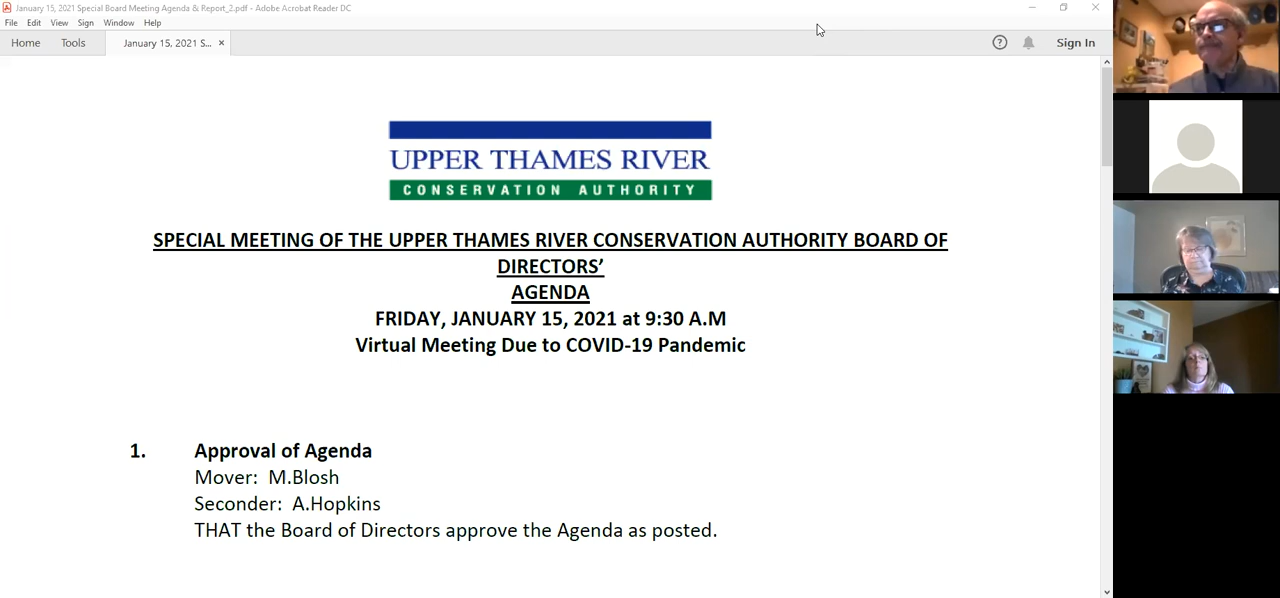 January 15, 2021 Special Board Meeting Agenda & Report_2.pdf - Adobe Acrobat Reader DC
File Edit View Sign Window Help
Home Tools January 15, 2021 S... × Sign In
UPPER THAMES RIVER
CONSERVATION AUTHORITY
SPECIAL MEETING OF THE UPPER THAMES RIVER CONSERVATION AUTHORITY BOARD OF
DIRECTORS’
AGENDA
FRIDAY, JANUARY 15, 2021 at 9:30 A.M
Virtual Meeting Due to COVID-19 Pandemic
1. Approval of Agenda
Mover: M.Blosh
Seconder: A.Hopkins
THAT the Board of Directors approve the Agenda as posted.